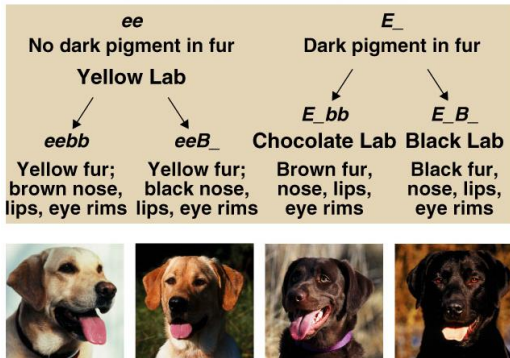 ee
No dark pigment in fur
Yellow Lab
E_
Dark pigment in fur
eebb
Yellow fur;
brown nose,
lips, eye rims
eeB_
Yellow fur;
black nose,
lips, eye rims
E_bb
Chocolate Lab
Brown fur,
nose, lips,
eye rims
E_B_
Black Lab
Black fur,
nose, lips,
eye rims